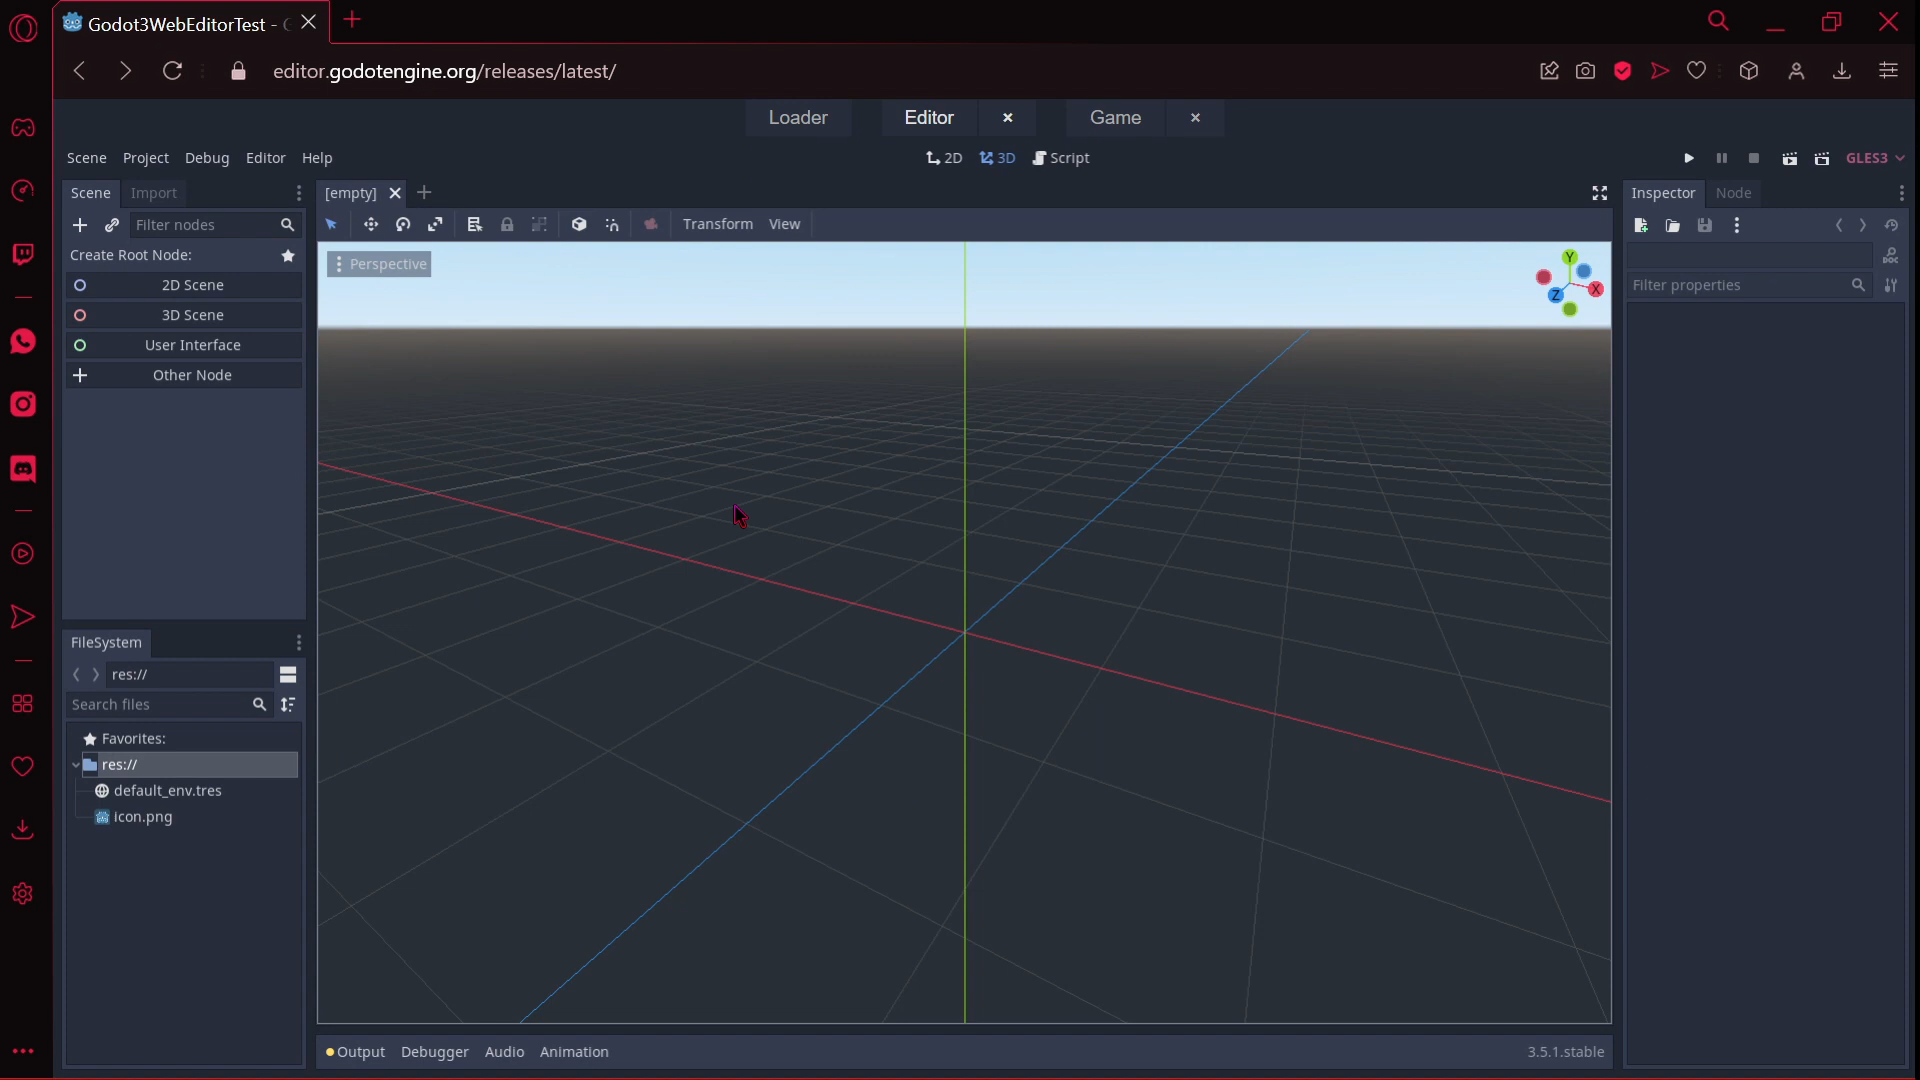 Godot3WebEditorTest -
editor.godotengine.org/releases/latest/
Loader Editor × Game ×
Scene Project Debug Editor Help 2D 3D Script GLES3
Scene Import [empty] Inspector Node
Filter nodes Transform View
Create Root Node: Perspective Y X Z DOC
2D Scene Filter properties
3D Scene
User Interface
Other Node
FileSystem
res://
Search files
Favorites:
res://
default_env.tres
icon.png
Output Debugger Audio Animation 3.5.1.stable